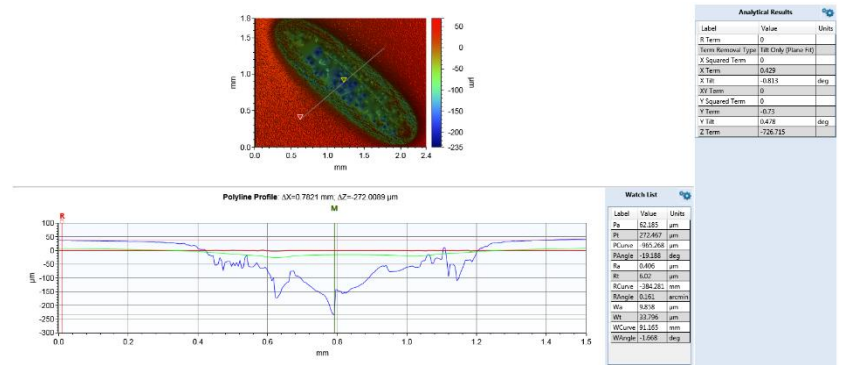 1.8
1.5
1.0
0.5
0.0
mm
0.0 0.5 1.0 1.5 2.0 2.4
mm
50
0
-50
-100
-150
-200
-235
µm
Analytical Results
Label Value Units
R Term 0
Term Removal Type Tilt Only (Plane Fit)
X Squared Term 0
X Term 0.429
X Tilt -0.813 deg
XY Term 0
Y Squared Term 0
Y Term -0.73
Y Tilt 0.478 deg
Z Term -726.715
Polyline Profile: ΔX=0.7821 mm; ΔZ=-272.0089 µm
R
M
100
50
0
-50
-100
-150
-200
-250
-300
µm
0.0 0.2 0.4 0.6 0.8 1.0 1.2 1.4 1.5
mm
Watch List
Label Value Units
Pa 62.185 µm
Pt 272.467 µm
PCurve -965.268 µm
PAngle -19.188 deg
Ra 0.406 µm
Rt 6.02 µm
RCurve -384.281 mm
RAngle 0.161 arcmin
Wa 9.858 µm
Wt 33.796 µm
WCurve 91.165 mm
WAngle -1.668 deg